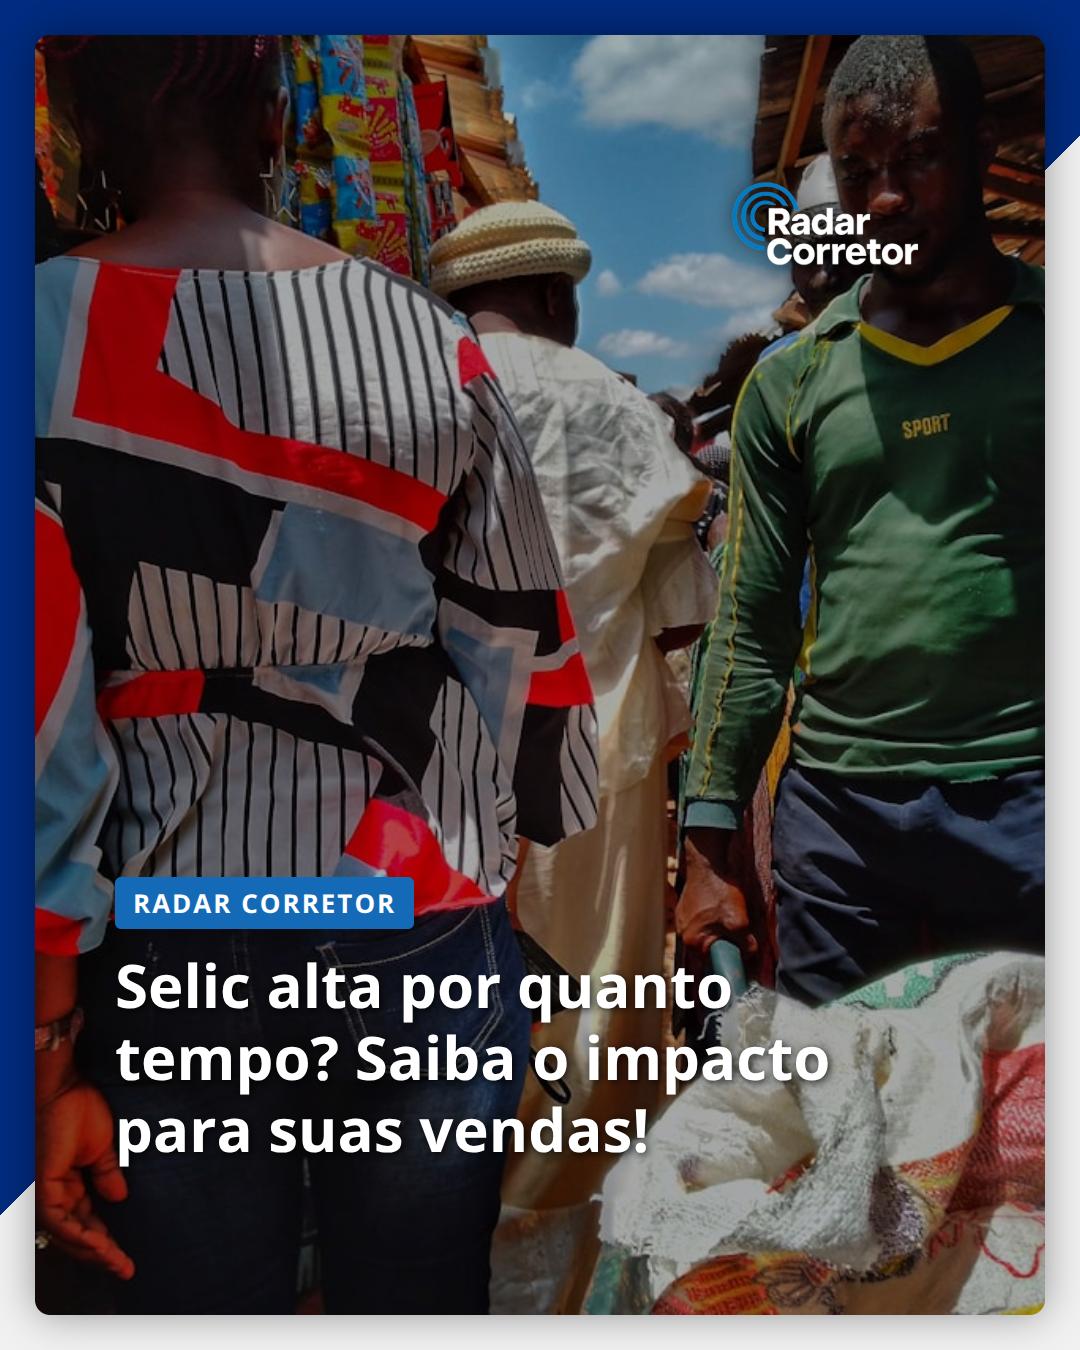 Radar
Corretor
SPORT
RADAR CORRETOR
Selic alta por quanto
tempo? Saiba o impacto
para suas vendas!